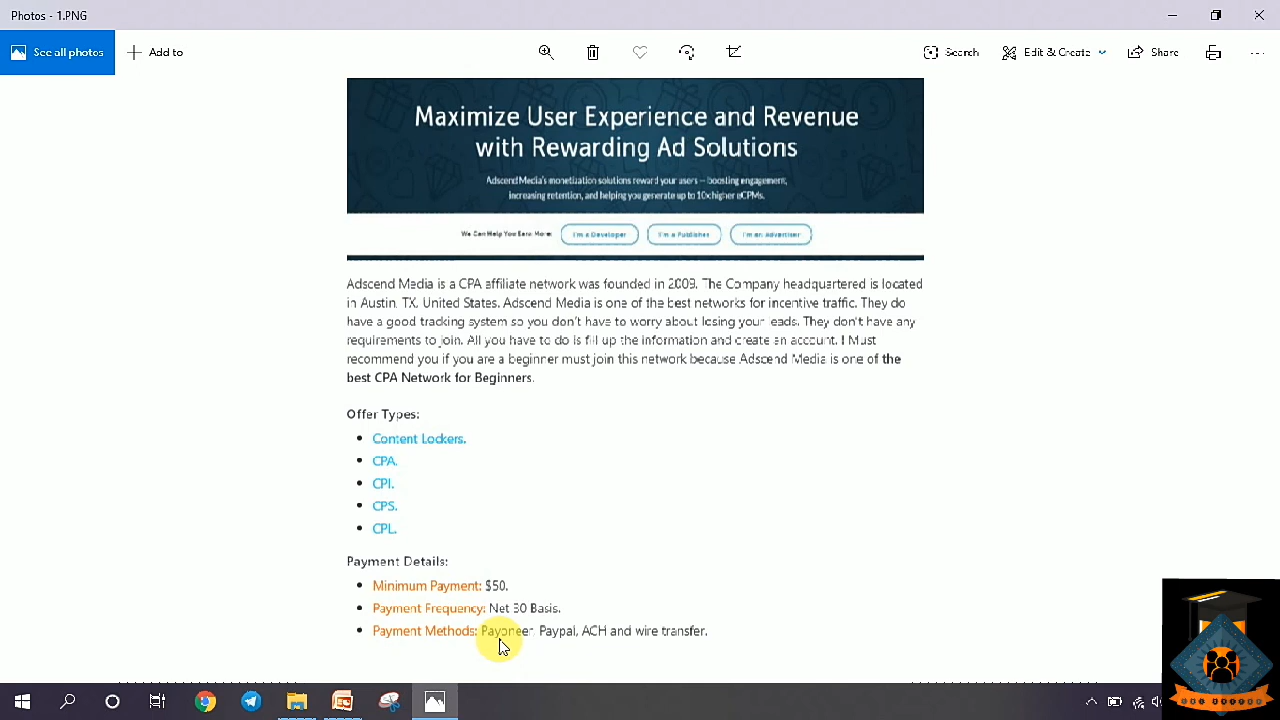 Photos - 1.PNG
See all photos
Add to
Search
Edit & Create
Share
Maximize User Experience and Revenue
with Rewarding Ad Solutions
AdscendMedia's monetization solutions reward your users — boosting engagement,
increasing retention, and helping you generate up to 10x higher eCPMs.
We Can Help You Earn More:
I'm a Developer
I'm a Publisher
I'm an Advertiser
Adscend Media is a CPA affiliate network was founded in 2009. The Company headquartered is located
in Austin, TX, United States. Adscend Media is one of the best networks for incentive traffic. They do
have a good tracking system so you don't have to worry about losing your leads. They don't have any
requirements to join. All you have to do is fill up the information and create an account. I Must
recommend you if you are a beginner must join this network because Adscend Media is one of the
best CPA Network for Beginners.
Offer Types:
Content Lockers.
CPA.
CPI.
CPS.
CPL.
Payment Details:
Minimum Payment: $50.
Payment Frequency: Net 30 Basis.
Payment Methods: Payoneer, Paypal, ACH and wire transfer.